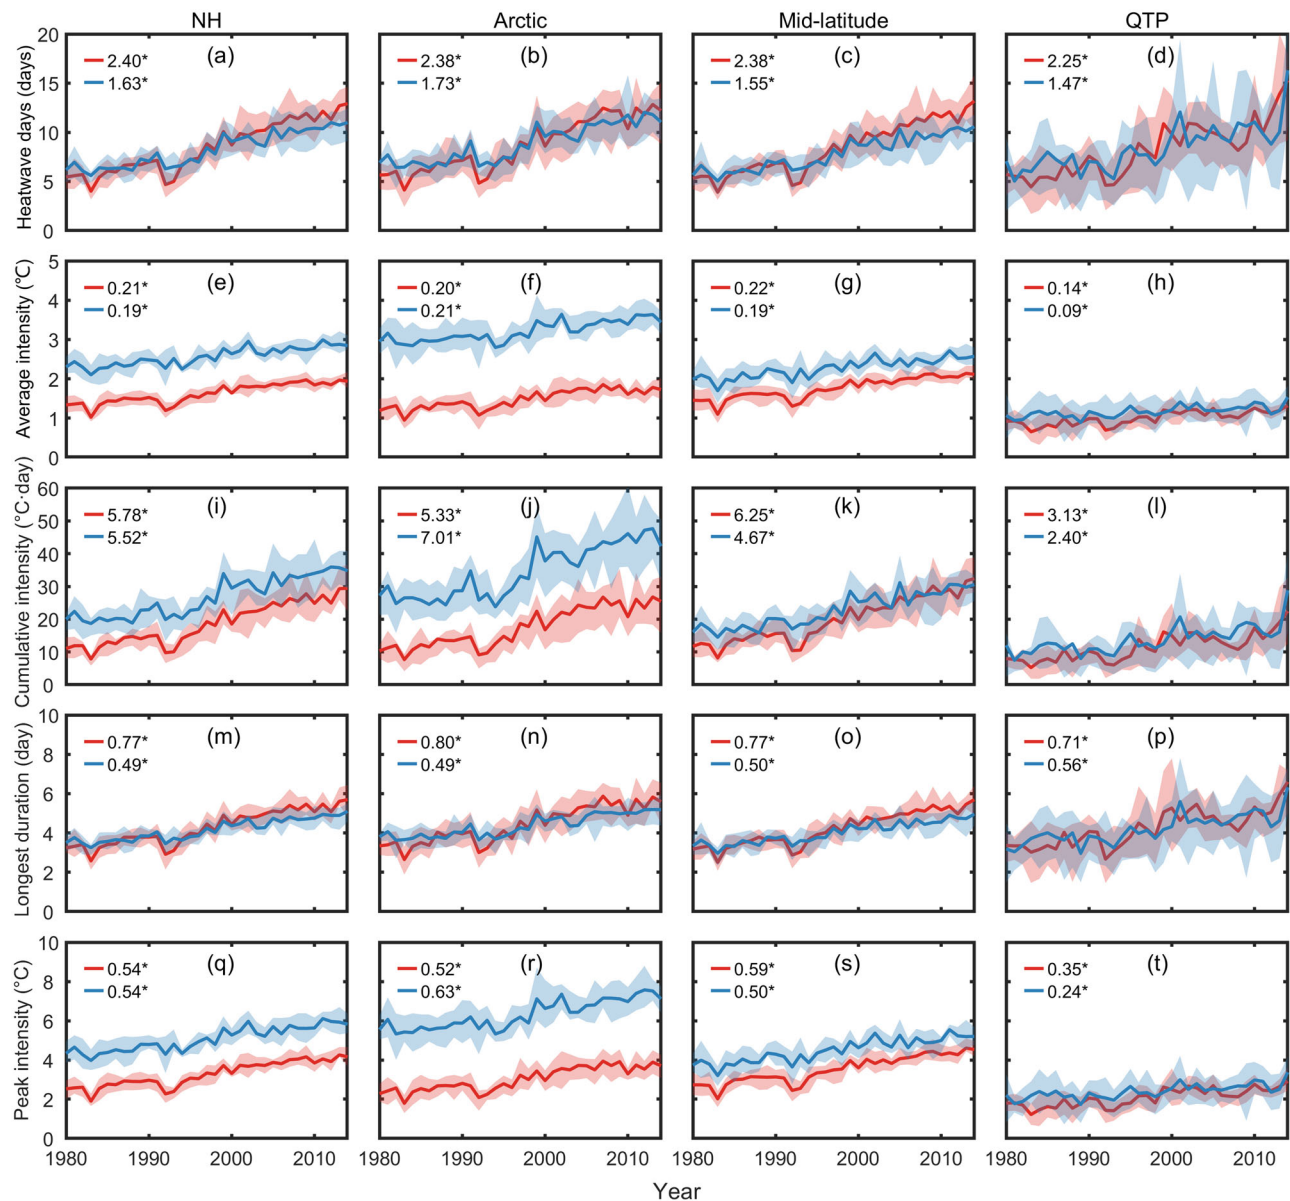 NH Arctic Mid-latitude QTP
Heatwave days (days)
20
15
10
5
0
(a)
2.40*
1.63*
(b)
2.38*
1.73*
(c)
2.38*
1.55*
(d)
2.25*
1.47*
Average intensity (℃)
5
4
3
2
1
0
(e)
0.21*
0.19*
(f)
0.20*
0.21*
(g)
0.22*
0.19*
(h)
0.14*
0.09*
Cumulative intensity (°C·day)
60
50
40
30
20
10
0
(i)
5.78*
5.52*
(j)
5.33*
7.01*
(k)
6.25*
4.67*
(l)
3.13*
2.40*
Longest duration (day)
10
8
6
4
2
0
(m)
0.77*
0.49*
(n)
0.80*
0.49*
(o)
0.77*
0.50*
(p)
0.71*
0.56*
Peak intensity (°C)
10
8
6
4
2
0
(q)
0.54*
0.54*
(r)
0.52*
0.63*
(s)
0.59*
0.50*
(t)
0.35*
0.24*
1980 1990 2000 2010 1980 1990 2000 2010 1980 1990 2000 2010 1980 1990 2000 2010
Year